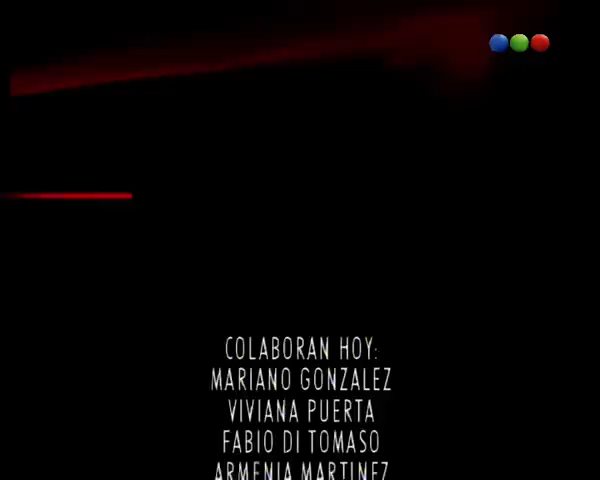 COLABORAN HOY:
MARIANO GONZALEZ
VIVIANA PUERTA
FABIO DI TOMASO
ARMENIA MARTINEZ